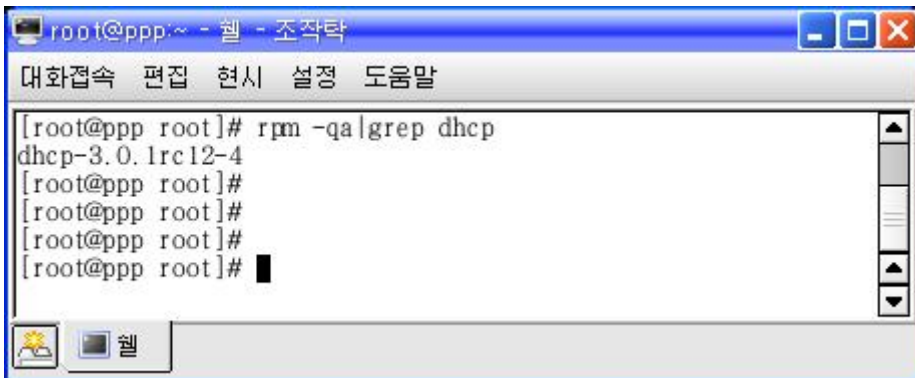 root@ppp:~ - 쉘 - 조작탁
대화접속 편집 현시 설정 도움말
[root@ppp root]# rpm -qa|grep dhcp
dhcp-3.0.1rc12-4
[root@ppp root]#
[root@ppp root]#
[root@ppp root]#
[root@ppp root]#
쉘